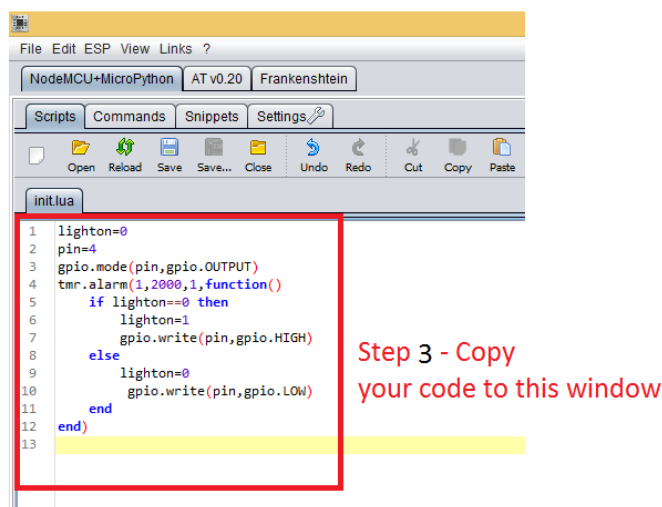 File Edit ESP View Links ?
NodeMCU+MicroPython AT v0.20 Frankenshtein
Scripts Commands Snippets Settings
Open Reload Save Save... Close Undo Redo Cut Copy Paste
init.lua
1 lighton=0
2 pin=4
3 gpio.mode(pin,gpio.OUTPUT)
4 tmr.alarm(1,2000,1,function()
5 if lighton==0 then
6 lighton=1
7 gpio.write(pin,gpio.HIGH)
8 else
9 lighton=0
10 gpio.write(pin,gpio.LOW)
11 end
12 end)
13
Step 3 - Copy
your code to this window